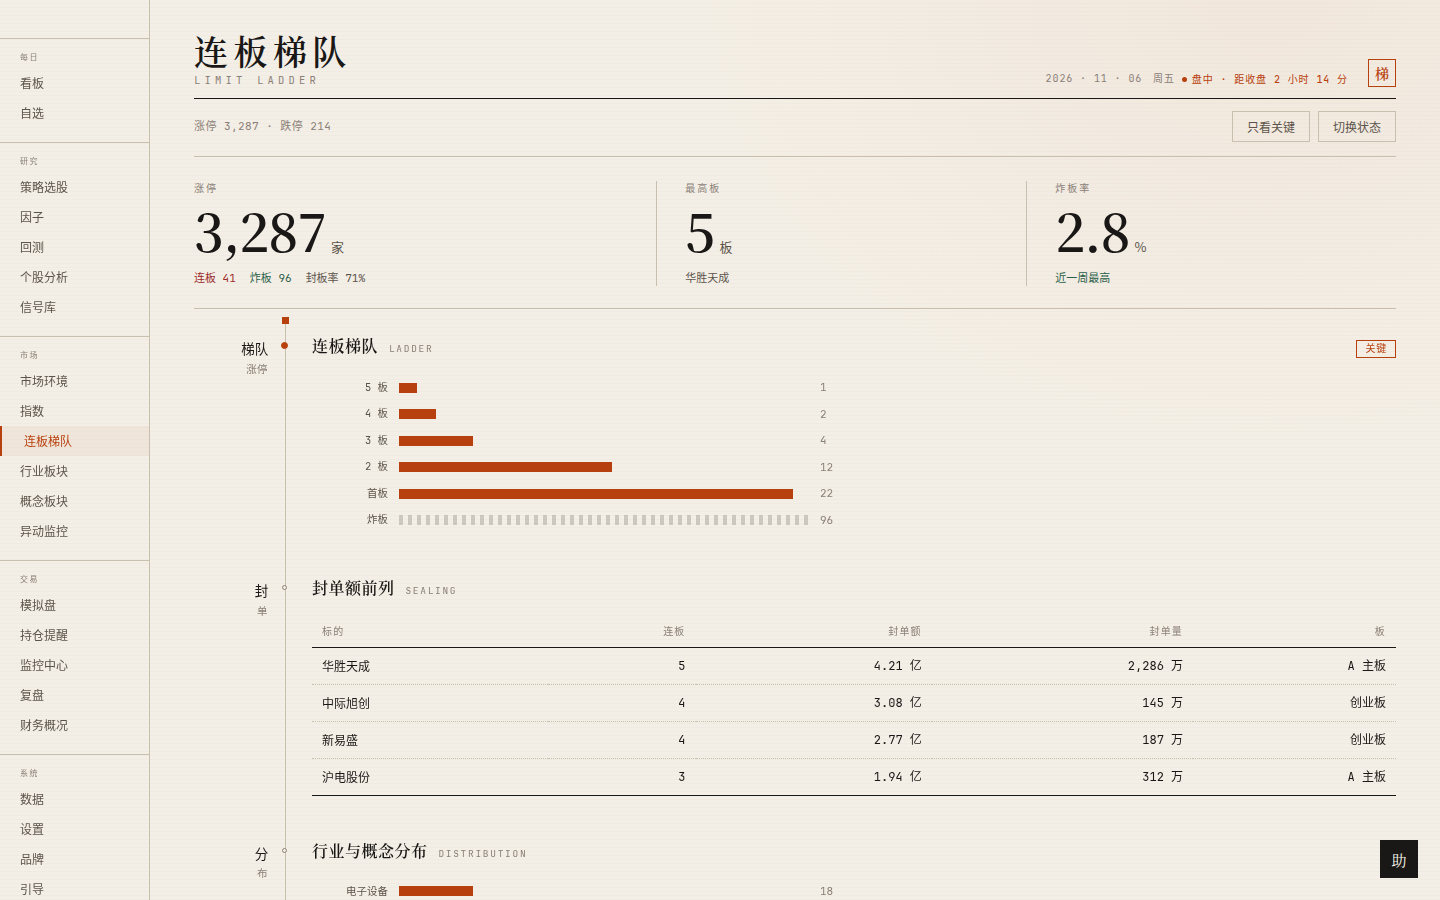 每日
看板
自选
研究
策略选股
因子
回测
个股分析
信号库
市场
市场环境
指数
连板梯队
行业板块
概念板块
异动监控
交易
模拟盘
持仓提醒
监控中心
复盘
财务概况
系统
数据
设置
品牌
引导
连板梯队
LIMIT LADDER
2026 · 11 · 06 周五 盘中 · 距收盘 2 小时 14 分
梯
涨停 3,287 · 跌停 214
只看关键 切换状态
涨停
3,287 家
连板 41 炸板 96 封板率 71%
最高板
5 板
华胜天成
炸板率
2.8 %
近一周最高
梯队
涨停
连板梯队 LADDER
关键
5 板 1
4 板 2
3 板 4
2 板 12
首板 22
炸板 96
封
单
封单额前列 SEALING
标的 连板 封单额 封单量 板
华胜天成 5 4.21 亿 2,286 万 A 主板
中际旭创 4 3.08 亿 145 万 创业板
新易盛 4 2.77 亿 187 万 创业板
沪电股份 3 1.94 亿 312 万 A 主板
分
布
行业与概念分布 DISTRIBUTION
电子设备 18
助